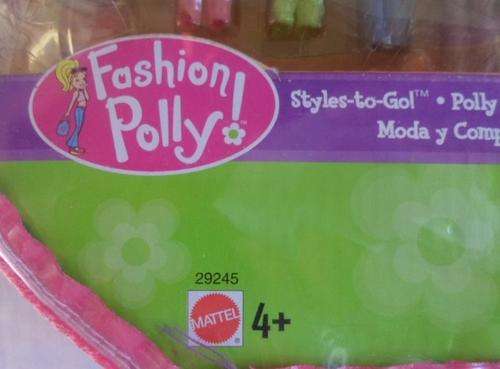 Fashion
Polly!
Styles-to-Go!™ • Polly
Moda y Comp
29245
MATTEL
4+